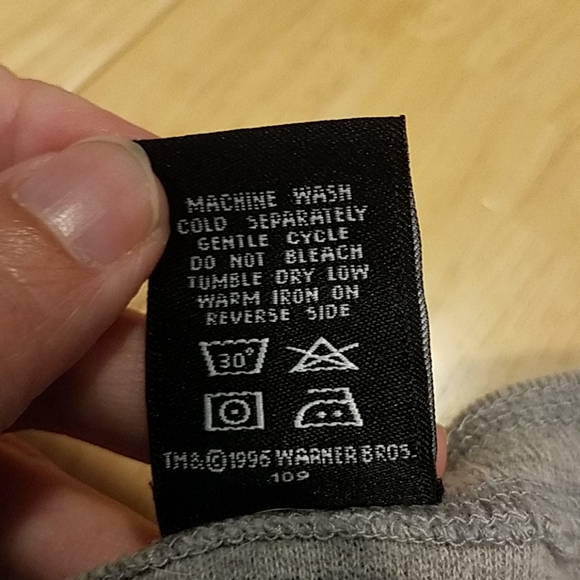 MACHINE WASH
COLD SEPARATELY
GENTLE CYCLE
DO NOT BLEACH
TUMBLE DRY LOW
WARM IRON ON
REVERSE SIDE
30°
TM&©1996 WARNER BROS.
109